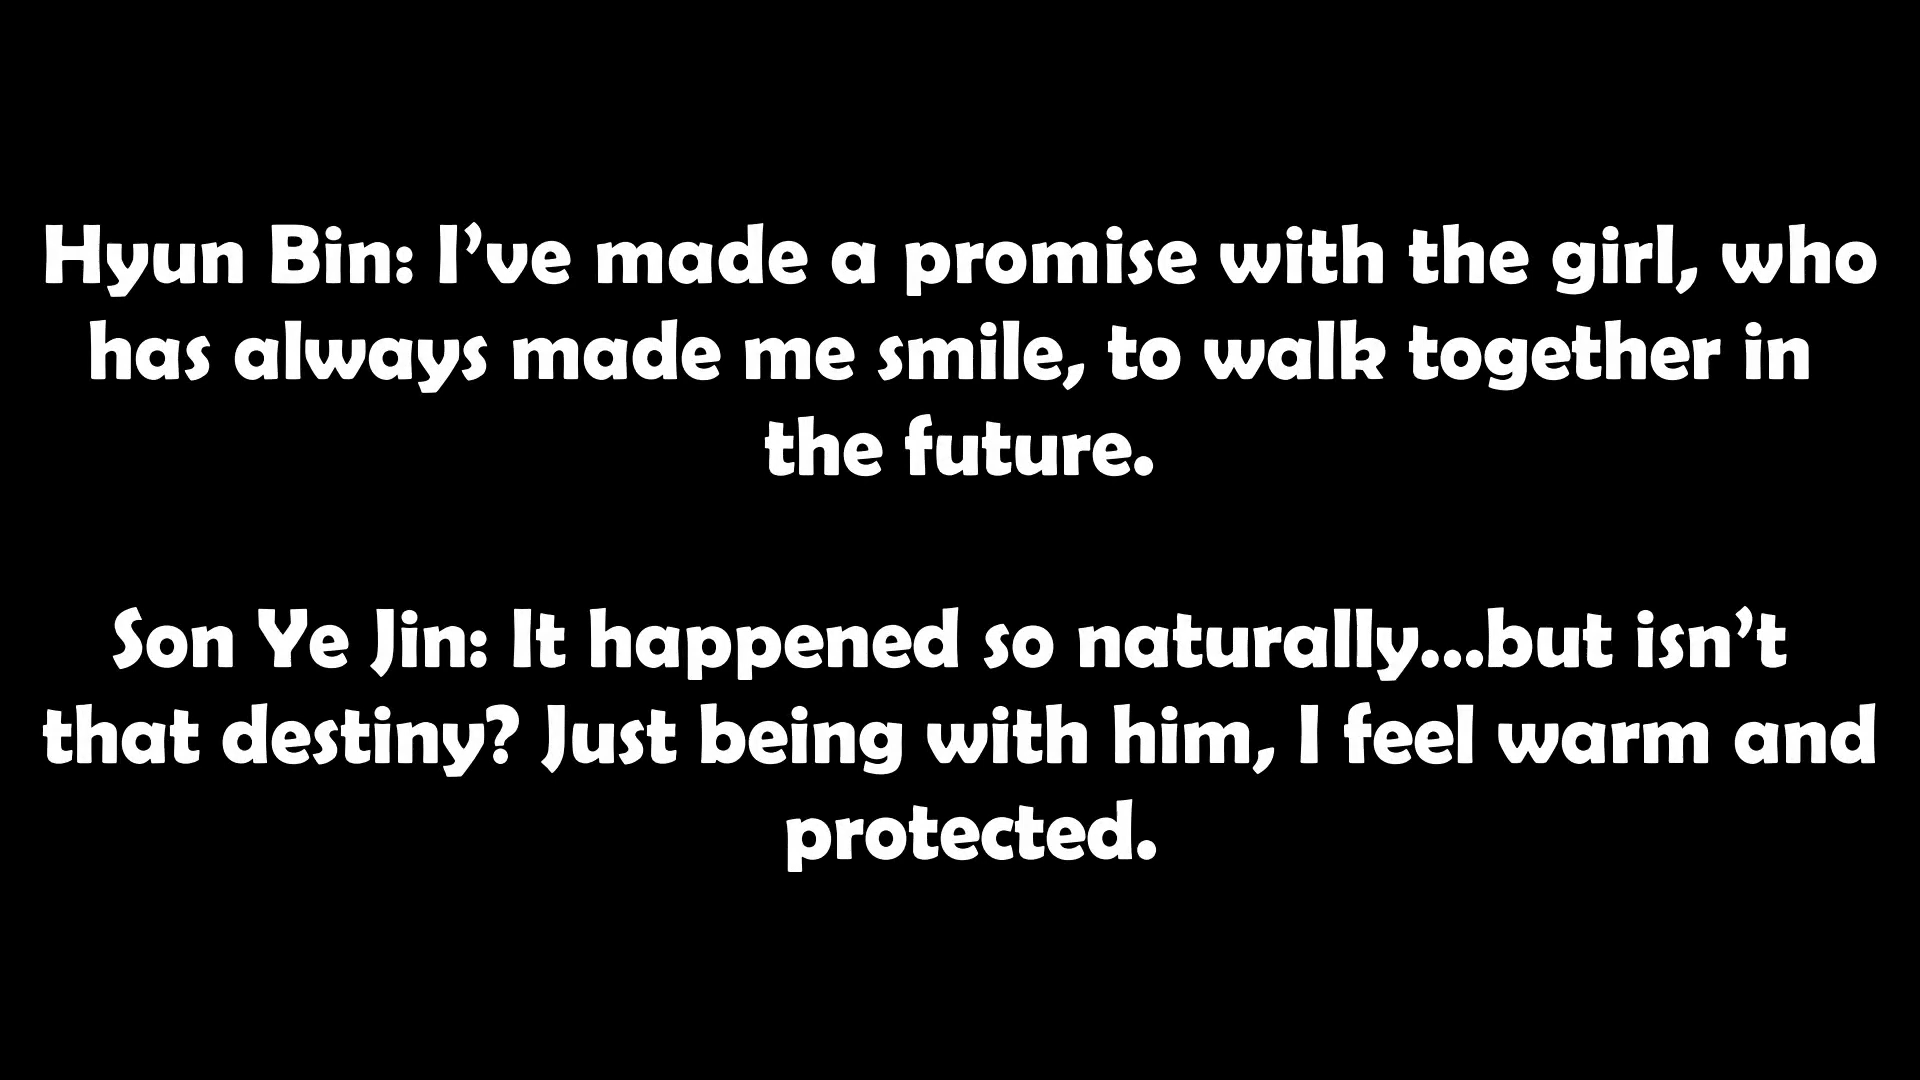 Hyun Bin: I’ve made a promise with the girl, who
has always made me smile, to walk together in
the future.
Son Ye Jin: It happened so naturally...but isn’t
that destiny? Just being with him, I feel warm and
protected.